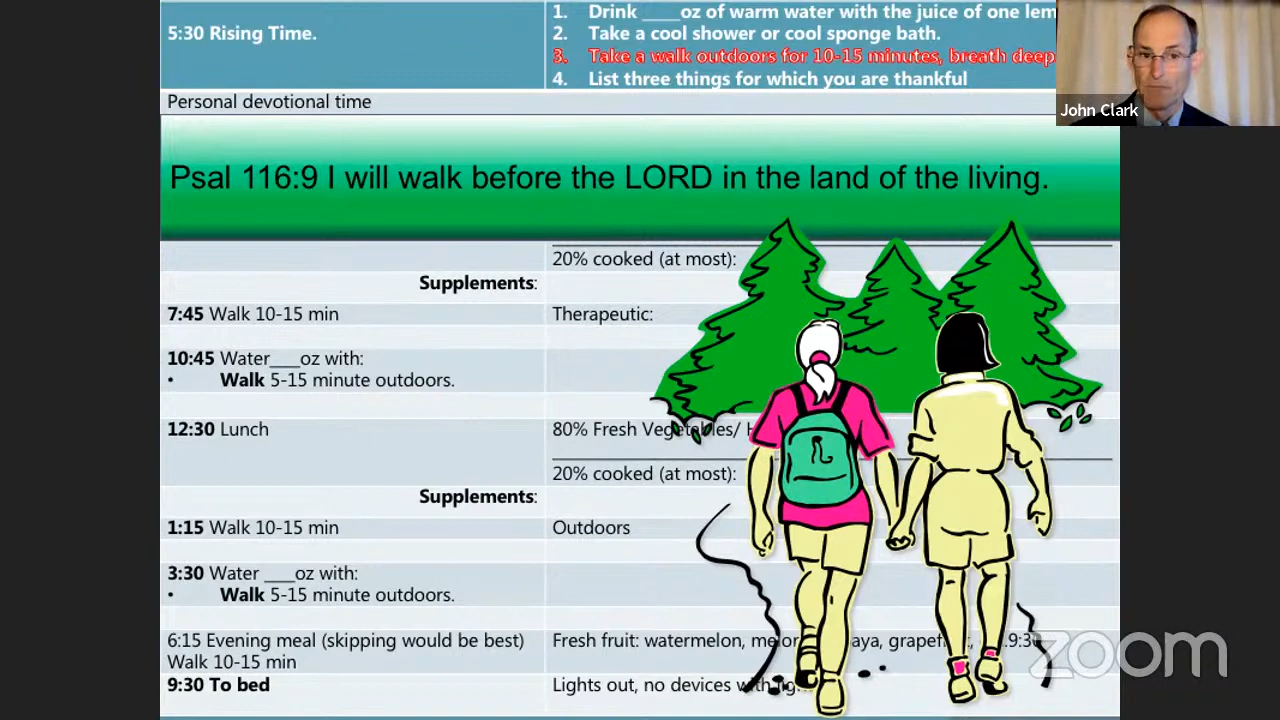 5:30 Rising Time.
1. Drink ____oz of warm water with the juice of one lem
2. Take a cool shower or cool sponge bath.
3. Take a walk outdoors for 10-15 minutes, breath deep
4. List three things for which you are thankful
John Clark
Personal devotional time
Psal 116:9 I will walk before the LORD in the land of the living.
20% cooked (at most):
Supplements:
7:45 Walk 10-15 min
Therapeutic:
10:45 Water____oz with:
• Walk 5-15 minute outdoors.
12:30 Lunch
80% Fresh Vegetables/ H
20% cooked (at most):
Supplements:
1:15 Walk 10-15 min
Outdoors
3:30 Water ____oz with:
• Walk 5-15 minute outdoors.
6:15 Evening meal (skipping would be best)
Fresh fruit: watermelon,
Walk 10-15 min
9:30 To bed
Lights out, no devices with
zoom